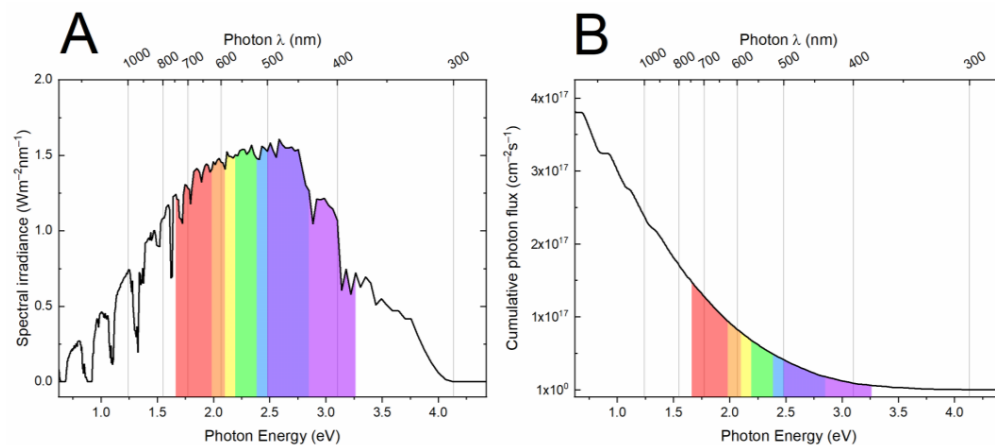 A
Photon λ (nm)
1000 800 700 600 500 400 300
2.0
1.5
1.0
0.5
0.0
Spectral irradiance (Wm⁻²nm⁻¹)
1.0 1.5 2.0 2.5 3.0 3.5 4.0
Photon Energy (eV)
B
Photon λ (nm)
1000 800 700 600 500 400 300
4x10¹⁷
3x10¹⁷
2x10¹⁷
1x10¹⁷
1x10⁰
Cumulative photon flux (cm⁻²s⁻¹)
1.0 1.5 2.0 2.5 3.0 3.5 4.0
Photon Energy (eV)